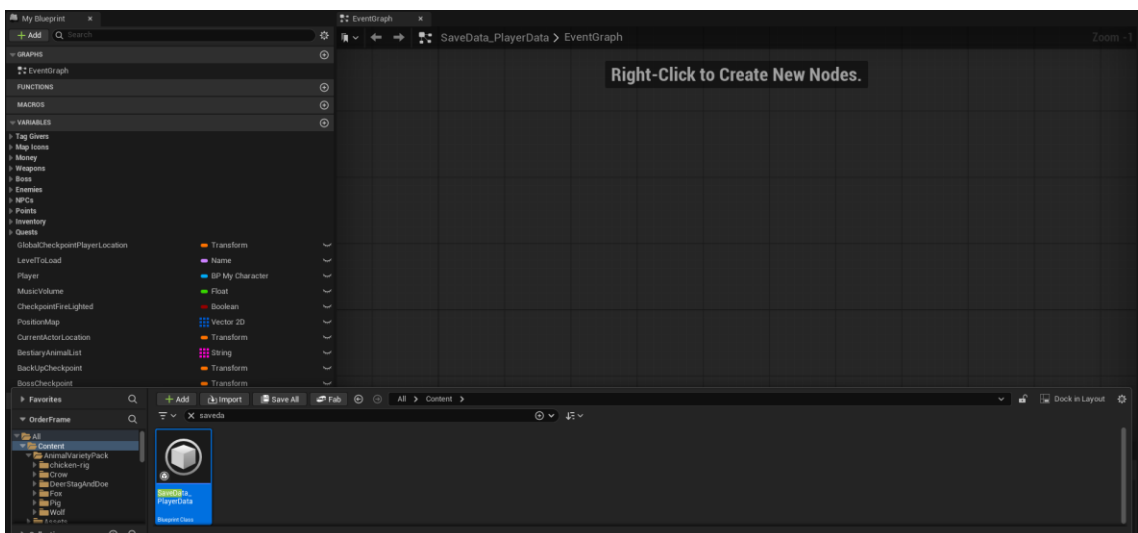 My Blueprint
EventGraph
Add
Search
SaveData_PlayerData > EventGraph
Zoom -1
GRAPHS
Right-Click to Create New Nodes.
EventGraph
FUNCTIONS
MACROS
VARIABLES
Tag Givers
Map Icons
Money
Weapons
Boss
Enemies
NPCs
Points
Inventory
Quests
GlobalCheckpointPlayerLocation Transform
LevelToLoad Name
Player BP My Character
MusicVolume Float
CheckpointFireLighted Boolean
PositionMap Vector 2D
CurrentActorLocation Transform
BestiaryAnimalList String
BackUpCheckpoint Transform
BossCheckpoint Transform
Favorites
Add Import Save All Fab All > Content >
Dock in Layout
OrderFrame
saveda
All
Content
AnimalVarietyPack
chicken-rig
Crow
DeerStagAndDoe
Fox
Pig
Wolf
Assets
SaveData_
PlayerData
Blueprint Class